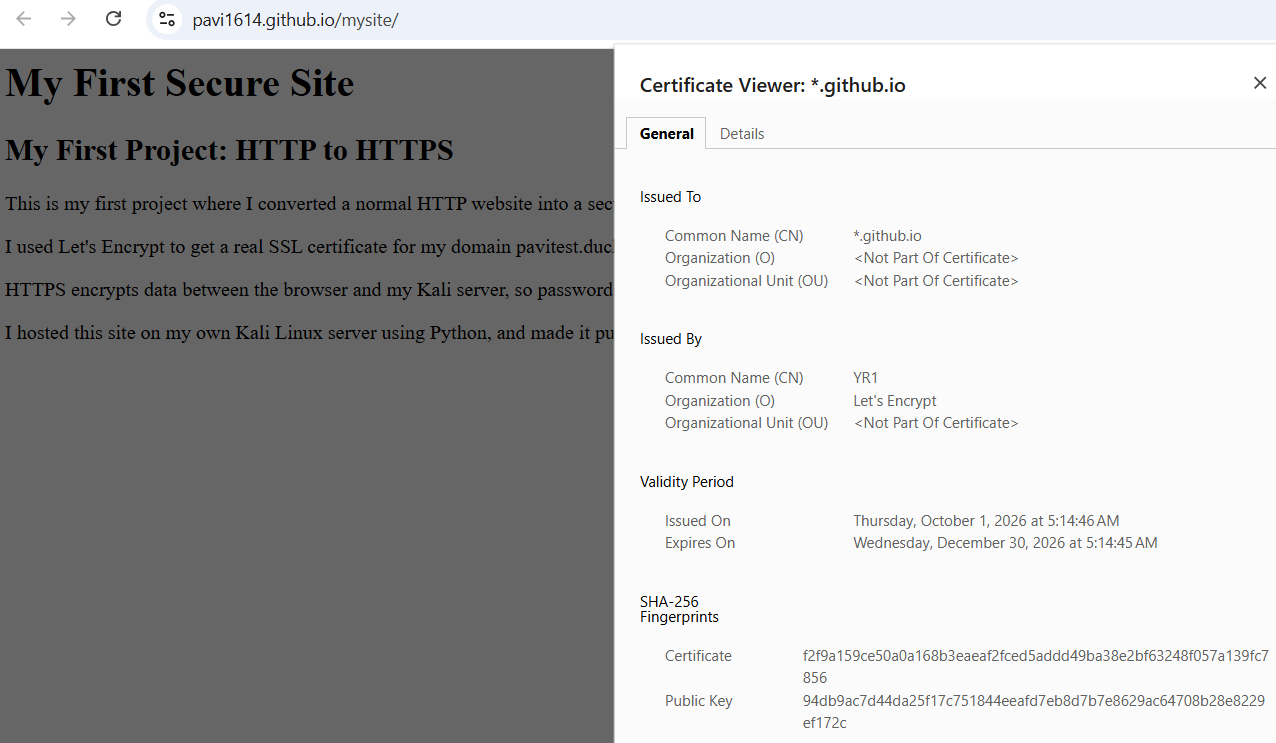 pavi1614.github.io/mysite/
My First Secure Site
My First Project: HTTP to HTTPS
This is my first project where I converted a normal HTTP website into a sec
I used Let's Encrypt to get a real SSL certificate for my domain pavitest.duc
HTTPS encrypts data between the browser and my Kali server, so password
I hosted this site on my own Kali Linux server using Python, and made it pu
Certificate Viewer: *.github.io
General Details
Issued To
Common Name (CN) *.github.io
Organization (O) <Not Part Of Certificate>
Organizational Unit (OU) <Not Part Of Certificate>
Issued By
Common Name (CN) YR1
Organization (O) Let's Encrypt
Organizational Unit (OU) <Not Part Of Certificate>
Validity Period
Issued On Thursday, October 1, 2026 at 5:14:46 AM
Expires On Wednesday, December 30, 2026 at 5:14:45 AM
SHA-256
Fingerprints
Certificate f2f9a159ce50a0a168b3eaeaf2fced5addd49ba38e2bf63248f057a139fc7
856
Public Key 94db9ac7d44da25f17c751844eeafd7eb8d7b7e8629ac64708b28e8229
ef172c